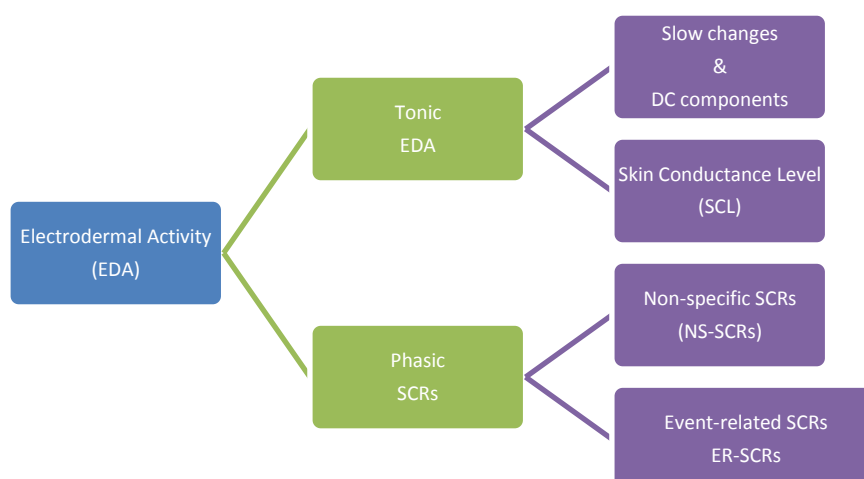 Slow changes
&
DC components
Tonic
EDA
Skin Conductance Level
(SCL)
Electrodermal Activity
(EDA)
Non-specific SCRs
(NS-SCRs)
Phasic
SCRs
Event-related SCRs
ER-SCRs